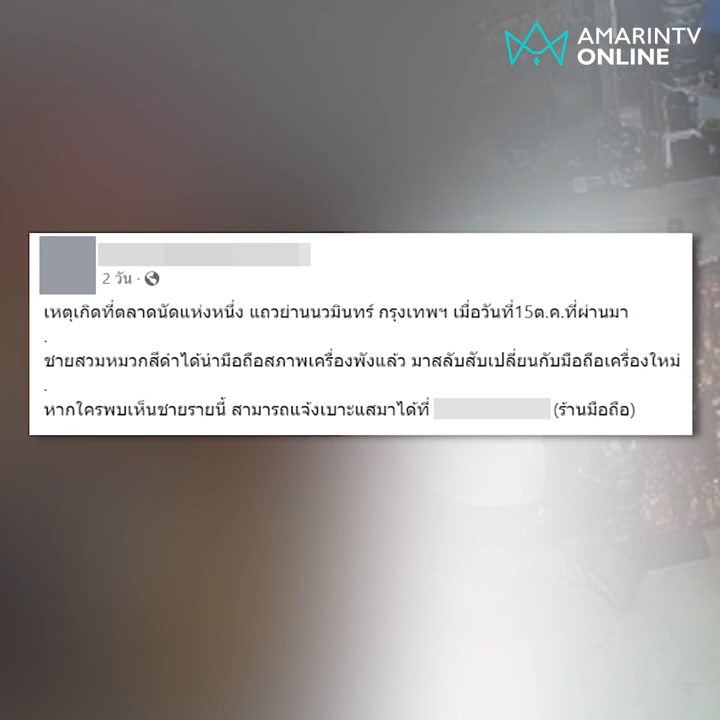 AMARINTV
ONLINE
2 วัน ·
เหตุเกิดที่ตลาดนัดแห่งหนึ่ง แถวย่านนวมินทร์ กรุงเทพฯ เมื่อวันที่15ต.ค.ที่ผ่านมา
.
ชายสวมหมวกสีดำได้นำมือถือสภาพเครื่องพังแล้ว มาสลับสับเปลี่ยนกับมือถือเครื่องใหม่
.
หากใครพบเห็นชายรายนี้ สามารถแจ้งเบาะแสมาได้ที่ (ร้านมือถือ)